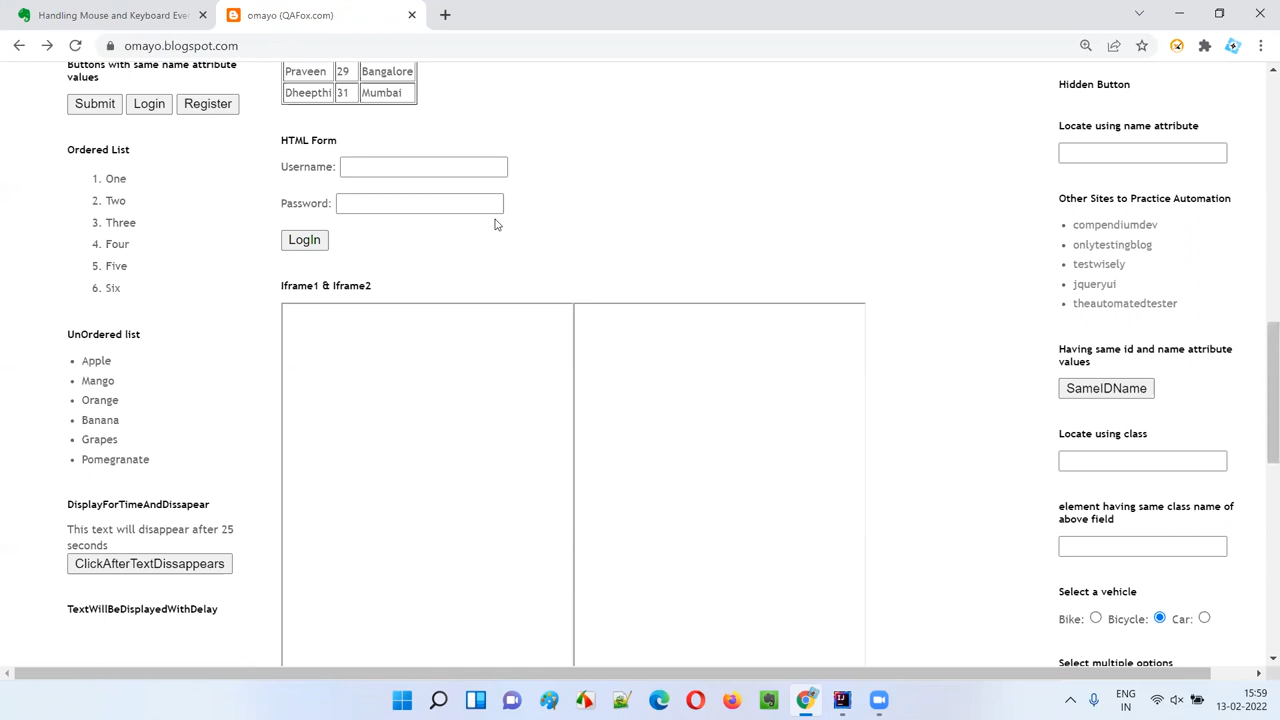 Handling Mouse and Keyboard Eve
omayo (QAFox.com)
omayo.blogspot.com
Buttons with same name attribute
values
Submit
Login
Register
Ordered List
1. One
2. Two
3. Three
4. Four
5. Five
6. Six
UnOrdered list
Apple
Mango
Orange
Banana
Grapes
Pomegranate
DisplayForTimeAndDissapear
This text will disappear after 25
seconds
ClickAfterTextDissappears
TextWillBeDisplayedWithDelay
Praveen 29 Bangalore
Dheepthi 31 Mumbai
HTML Form
Username:
Password:
LogIn
Iframe1 & Iframe2
Hidden Button
Locate using name attribute
Other Sites to Practice Automation
compendiumdev
onlytestingblog
testwisely
jqueryui
theautomatedtester
Having same id and name attribute
values
SameIDName
Locate using class
element having same class name of
above field
Select a vehicle
Bike: Bicycle: Car:
Select multiple options
ENG
IN
15:59
13-02-2022